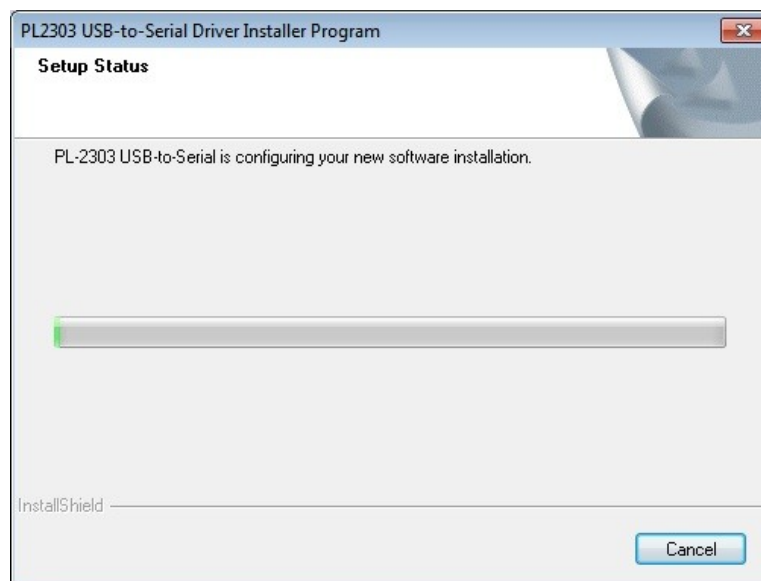 PL2303 USB-to-Serial Driver Installer Program
Setup Status
PL-2303 USB-to-Serial is configuring your new software installation.
InstallShield
Cancel